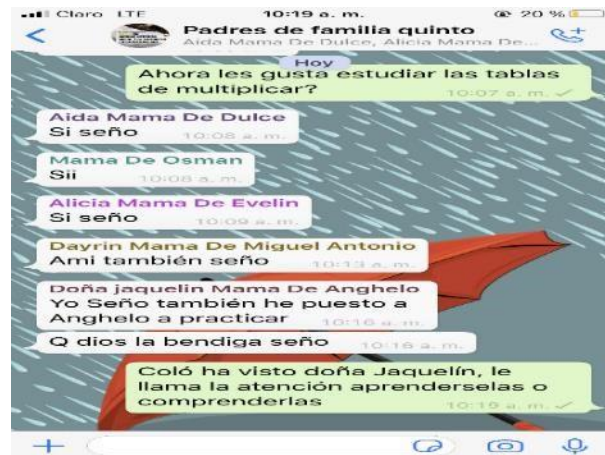 Claro LTE 10:19 a. m. 20 %
Padres de familia quinto
Aida Mama De Dulce, Alicia Mama De...
Hoy
Ahora les gusta estudiar las tablas
de multiplicar?
10:07 a. m.
Aida Mama De Dulce
Si seño
10:08 a. m.
Mama De Osman
Sii
10:08 a. m.
Alicia Mama De Evelin
Si seño
10:09 a. m.
Dayrin Mama De Miguel Antonio
Ami también seño
10:13 a. m.
Doña jaquelin Mama De Anghelo
Yo Seño también he puesto a
Anghelo a practicar
10:16 a. m.
Q dios la bendiga seño
10:16 a. m.
Coló ha visto doña Jaquelín, le
llama la atención aprenderselas o
comprenderlas
10:19 a. m.